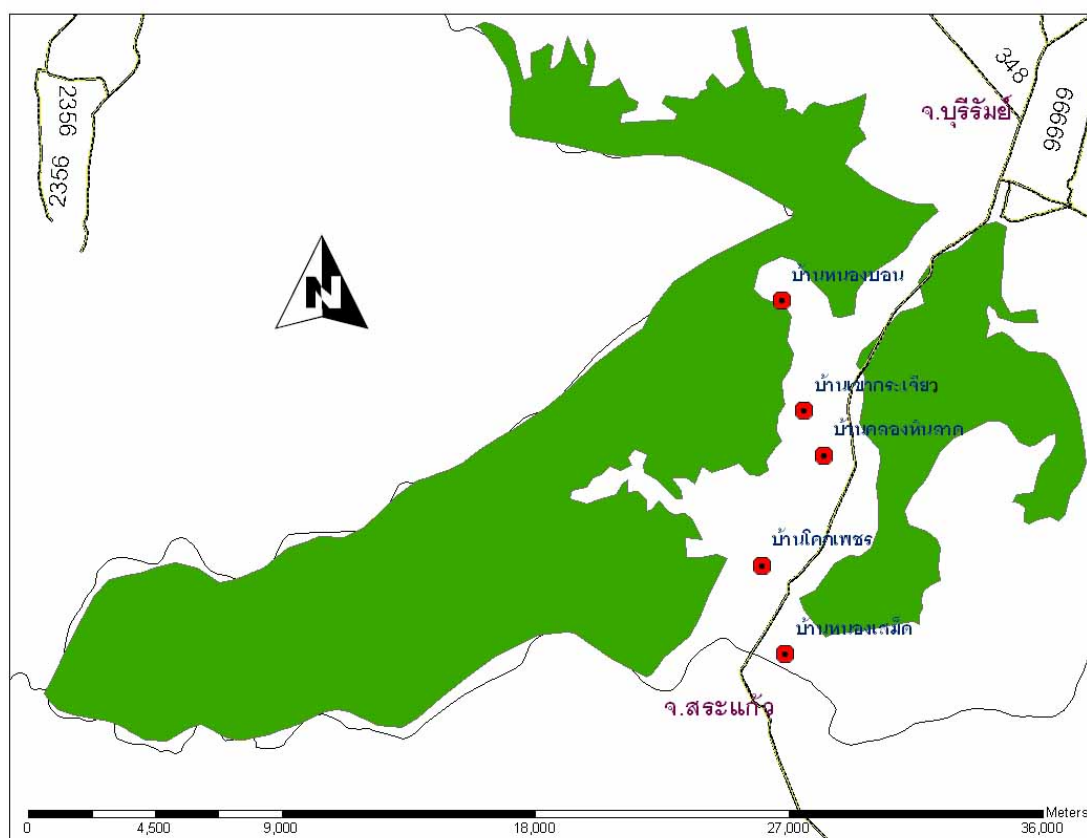 348
2356
2356
99999
จ.บุรีรัมย์
N
บ้านหนองบอน
บ้านเขากระเจียว
บ้านคลองหินลาด
บ้านโคกเพชร
บ้านหนองเสม็ด
จ.สระแก้ว
Meters
0 4,500 9,000 18,000 27,000 36,000